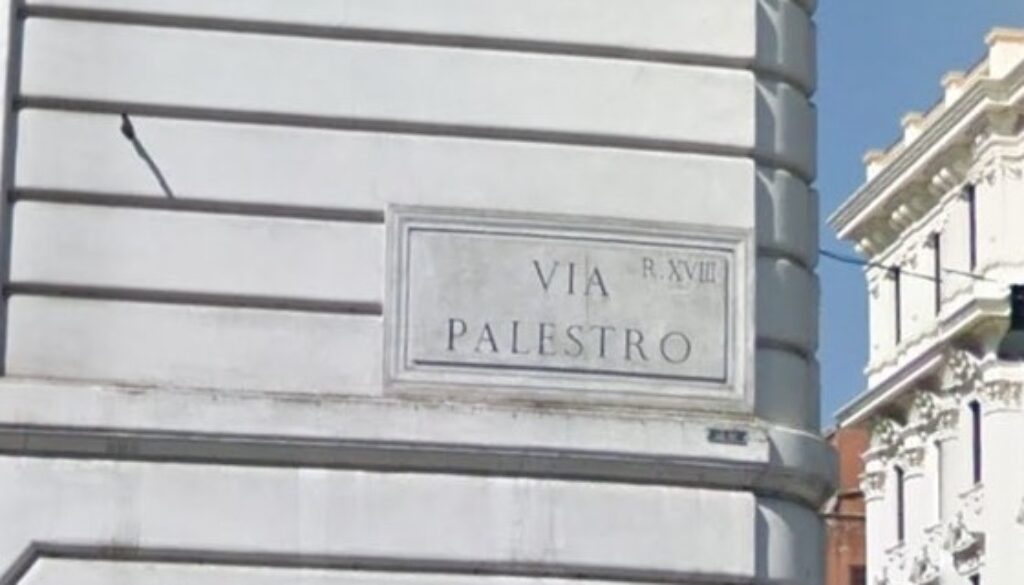 VIA R. XVIII
PALESTRO